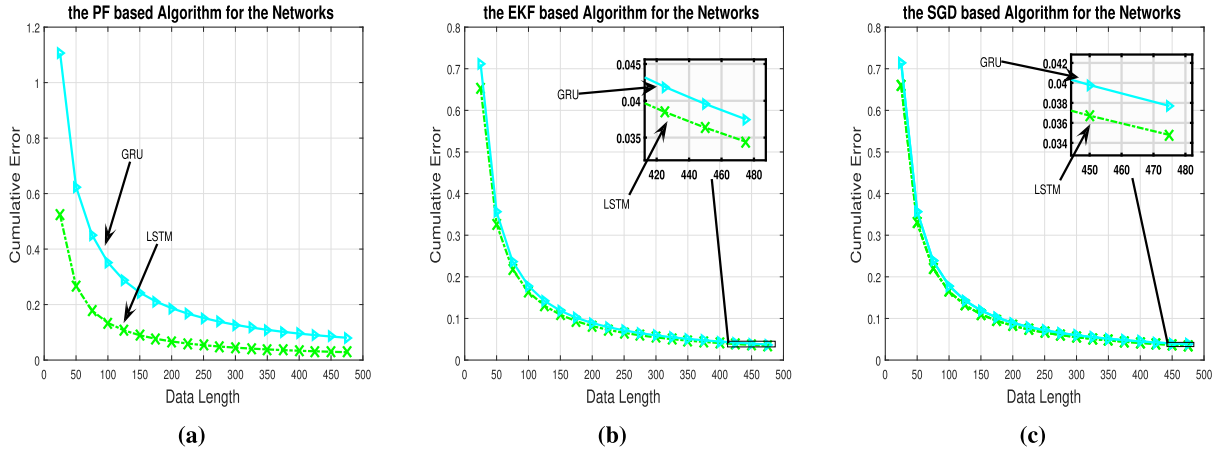 the PF based Algorithm for the Networks
1.2
1
0.8
0.6
0.4
0.2
0
Cumulative Error
GRU
LSTM
0 50 100 150 200 250 300 350 400 450 500
Data Length
(a)
the EKF based Algorithm for the Networks
0.8
0.7
0.6
0.5
0.4
0.3
0.2
0.1
0
Cumulative Error
0.045
0.04
0.035
420 440 460 480
GRU
LSTM
0 50 100 150 200 250 300 350 400 450 500
Data Length
(b)
the SGD based Algorithm for the Networks
0.8
0.7
0.6
0.5
0.4
0.3
0.2
0.1
0
Cumulative Error
0.042
0.04
0.038
0.036
0.034
450 460 470 480
GRU
LSTM
0 50 100 150 200 250 300 350 400 450 500
Data Length
(c)